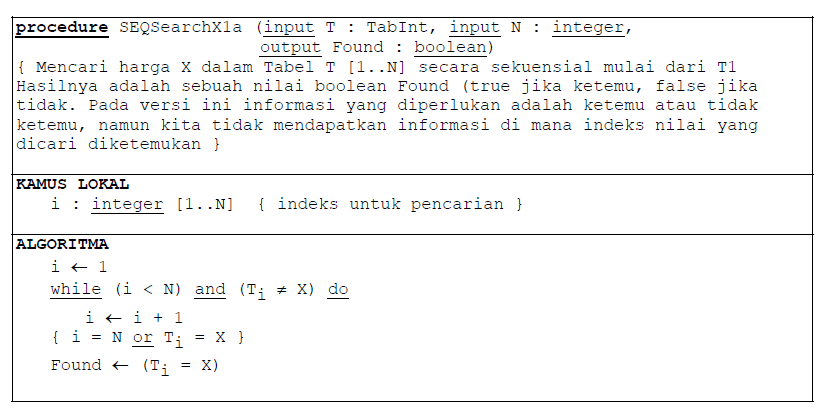 procedure SEQSearchX1a (input T : TabInt, input N : integer,
output Found : boolean)
{ Mencari harga X dalam Tabel T [1..N] secara sekuensial mulai dari T1
Hasilnya adalah sebuah nilai boolean Found (true jika ketemu, false jika
tidak. Pada versi ini informasi yang diperlukan adalah ketemu atau tidak
ketemu, namun kita tidak mendapatkan informasi di mana indeks nilai yang
dicari diketemukan }
KAMUS LOKAL
i : integer [1..N] { indeks untuk pencarian }
ALGORITMA
i ← 1
while (i < N) and (Ti ≠ X) do
i ← i + 1
{ i = N or Ti = X }
Found ← (Ti = X)